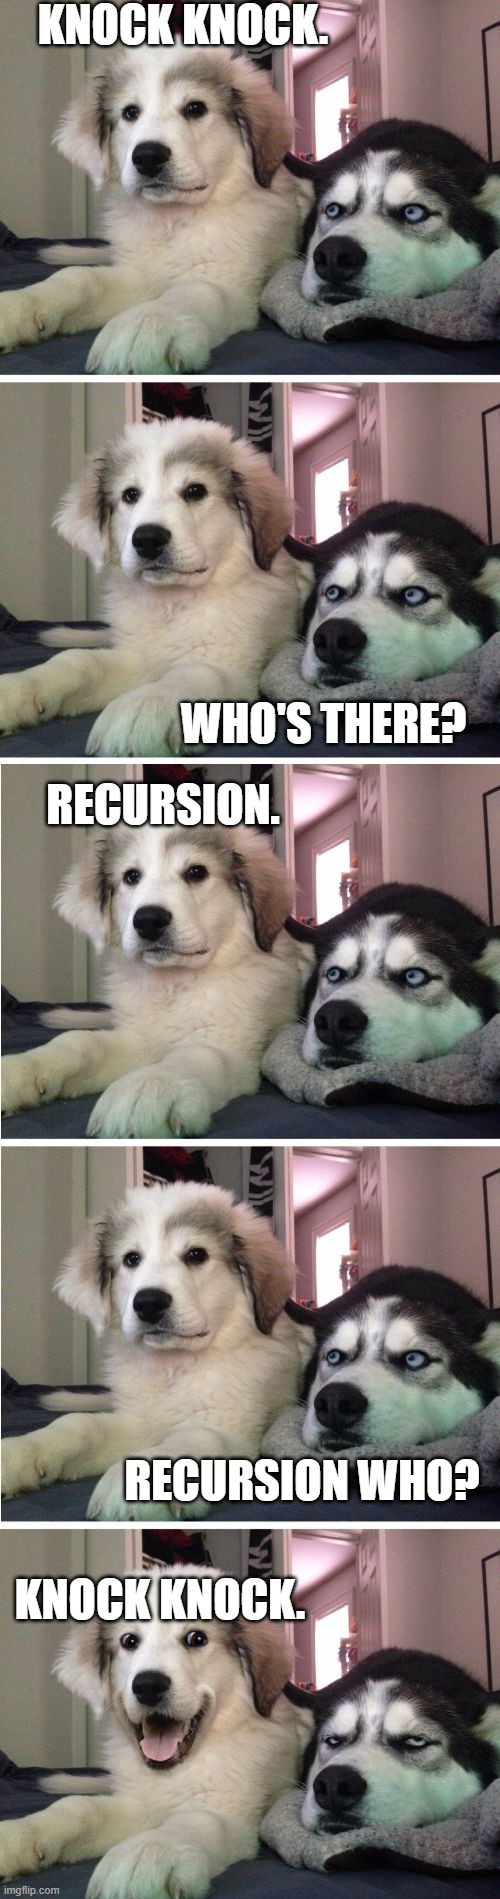 KNOCK KNOCK.
WHO'S THERE?
RECURSION.
RECURSION WHO?
KNOCK KNOCK.
imgflip.com